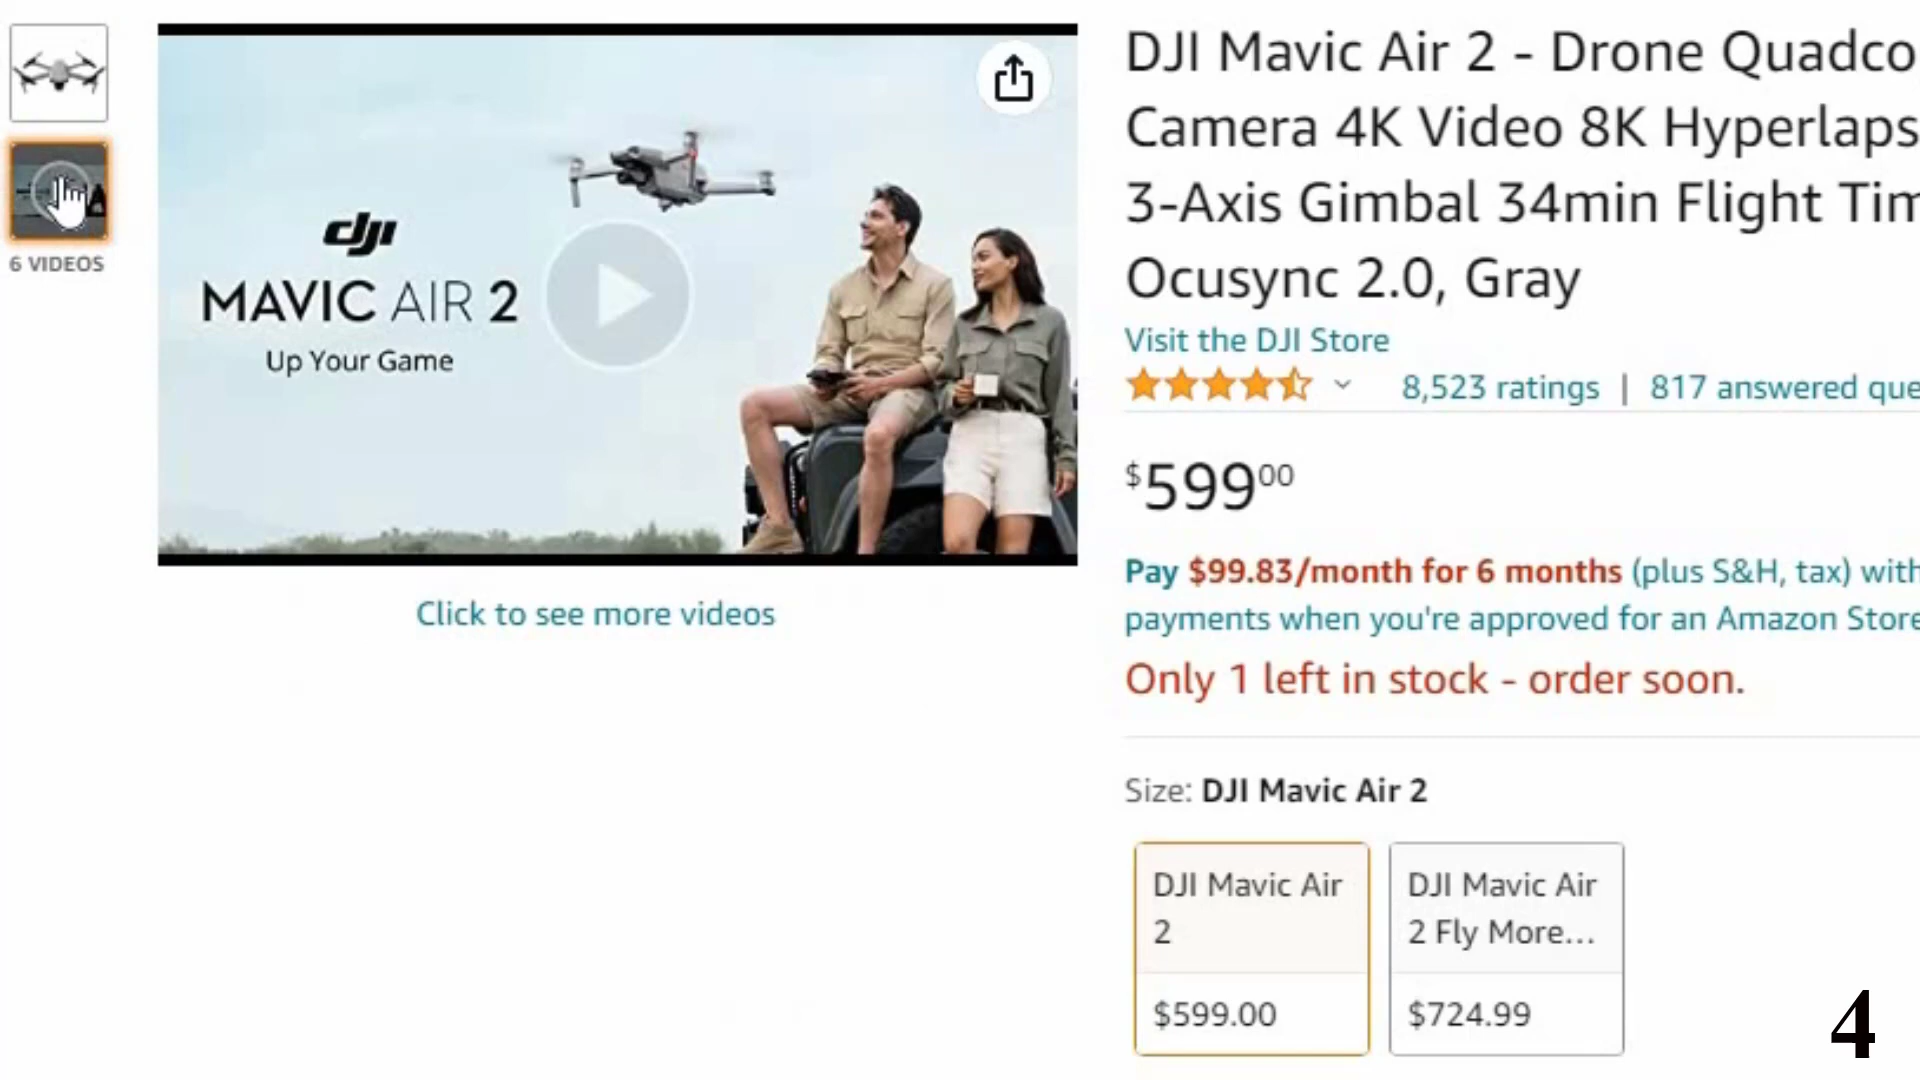 6 VIDEOS
dji
MAVIC AIR 2
Up Your Game
Click to see more videos
DJI Mavic Air 2 - Drone Quadco
Camera 4K Video 8K Hyperlaps
3-Axis Gimbal 34min Flight Tim
Ocusync 2.0, Gray
Visit the DJI Store
8,523 ratings | 817 answered que
$59900
Pay $99.83/month for 6 months (plus S&H, tax) with
payments when you're approved for an Amazon Store
Only 1 left in stock - order soon.
Size: DJI Mavic Air 2
DJI Mavic Air
2
$599.00
DJI Mavic Air
2 Fly More...
$724.99
4